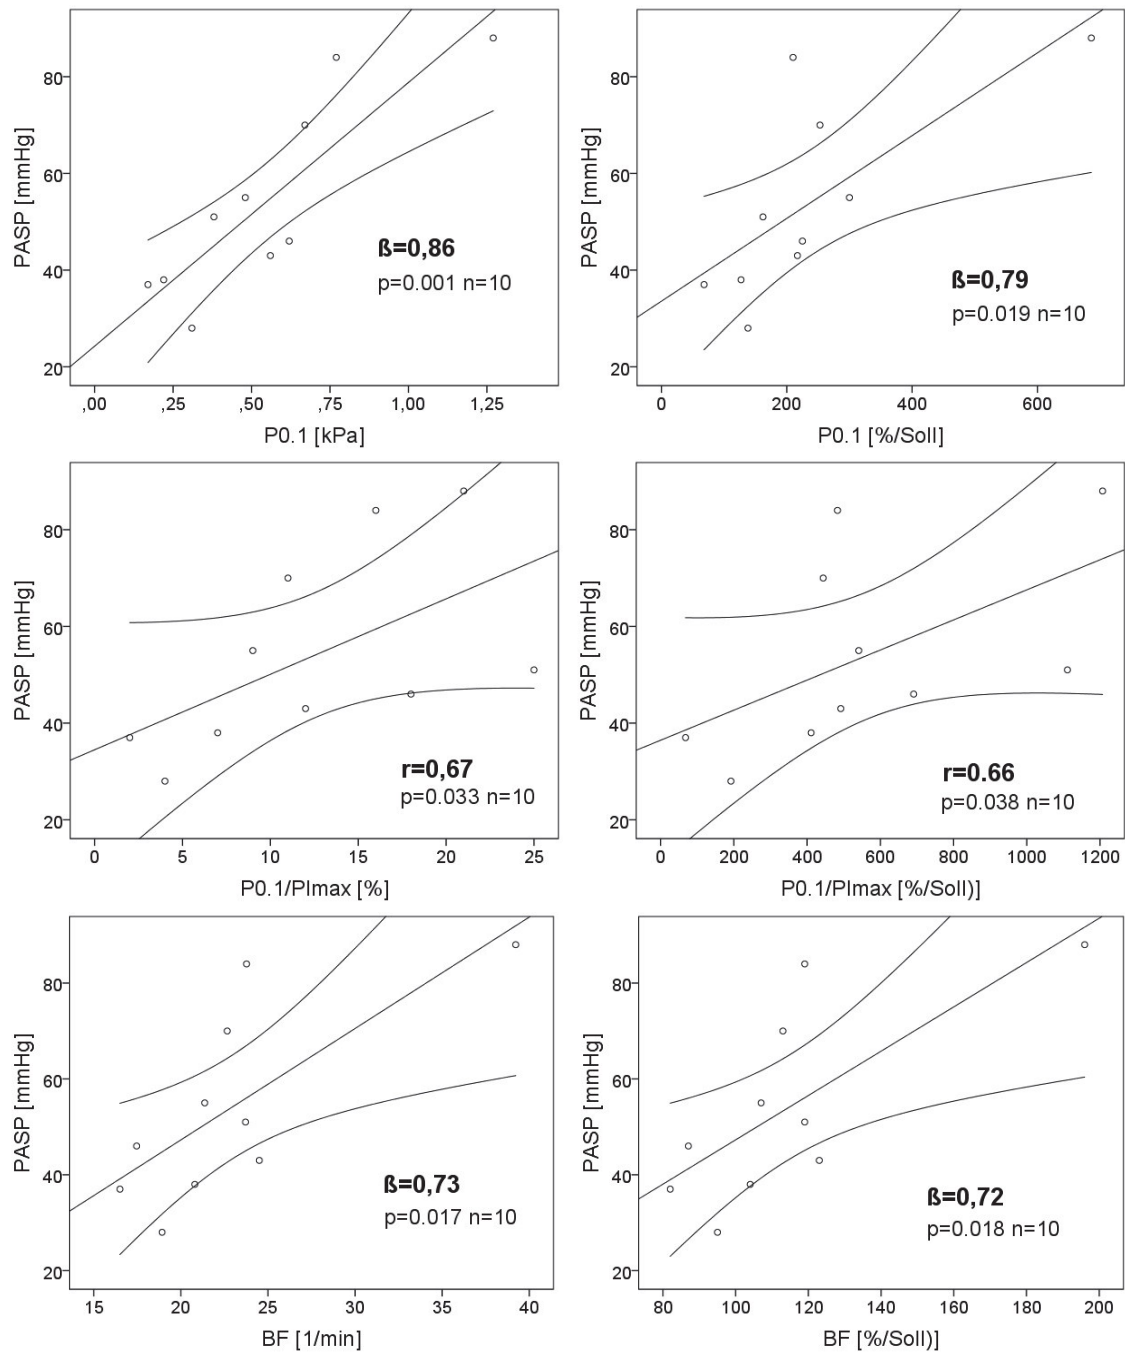 80
60
40
20
PASP [mmHg]
ß=0,86
p=0.001 n=10
,00 ,25 ,50 ,75 1,00 1,25
P0.1 [kPa]
80
60
40
20
PASP [mmHg]
ß=0,79
p=0.019 n=10
0 200 400 600
P0.1 [%/Soll]
80
60
40
20
PASP [mmHg]
r=0,67
p=0.033 n=10
0 5 10 15 20 25
P0.1/PImax [%]
80
60
40
20
PASP [mmHg]
r=0.66
p=0.038 n=10
0 200 400 600 800 1000 1200
P0.1/PImax [%/Soll)]
80
60
40
20
PASP [mmHg]
ß=0,73
p=0.017 n=10
15 20 25 30 35 40
BF [1/min]
80
60
40
20
PASP [mmHg]
ß=0,72
p=0.018 n=10
80 100 120 140 160 180 200
BF [%/Soll)]